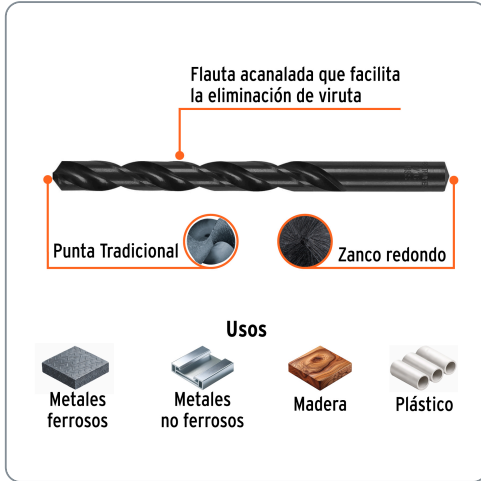 Flauta acanalada que facilita
la eliminación de viruta
Punta Tradicional
Zanco redondo
Usos
Metales
ferrosos
Metales
no ferrosos
Madera
Plástico